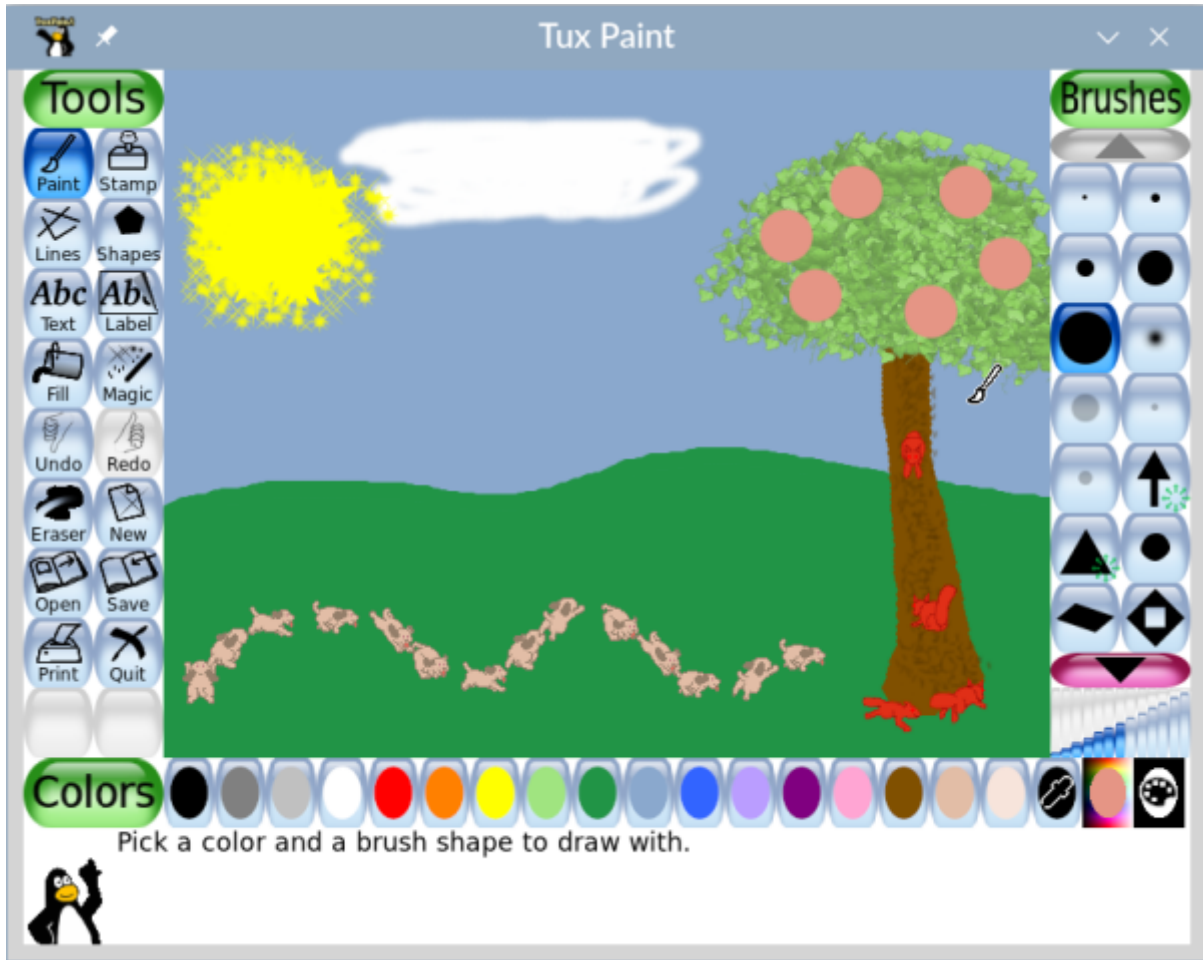 Tux Paint
Tools
Brushes
Paint Stamp
Lines Shapes
Abc Abc
Text Label
Fill Magic
Undo Redo
Eraser New
Open Save
Print Quit
Colors
Pick a color and a brush shape to draw with.